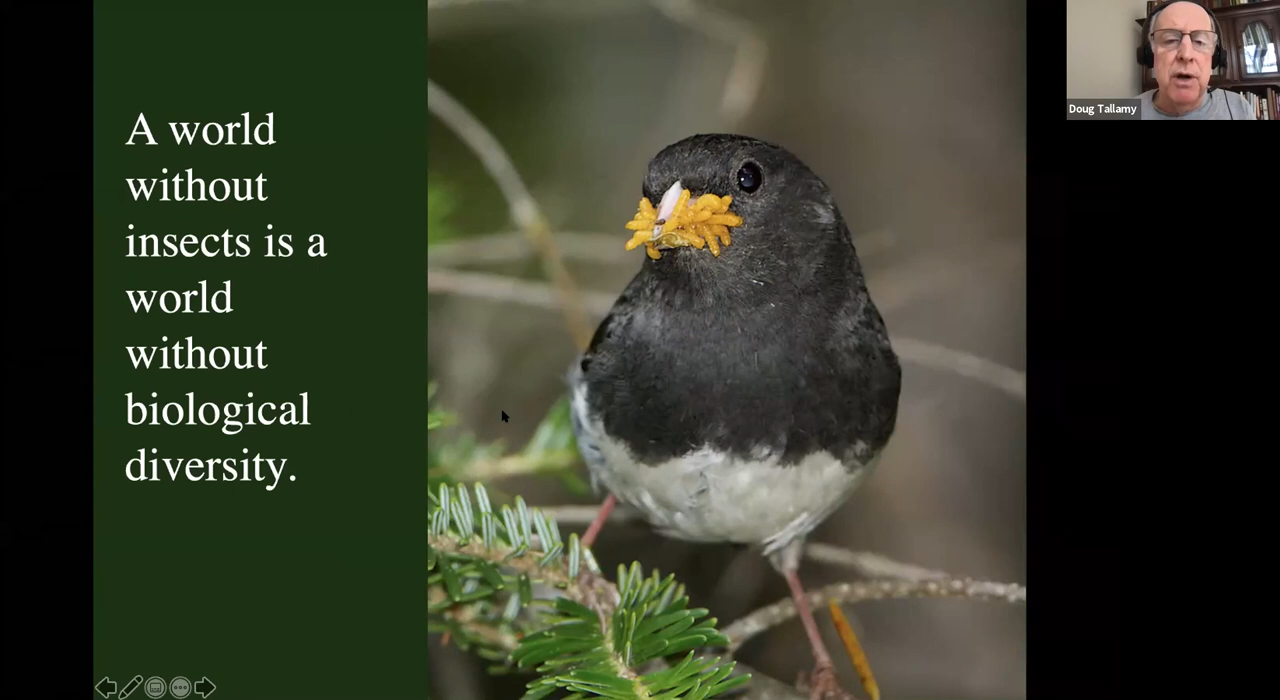 A world
without
insects is a
world
without
biological
diversity.
Doug Tallamy